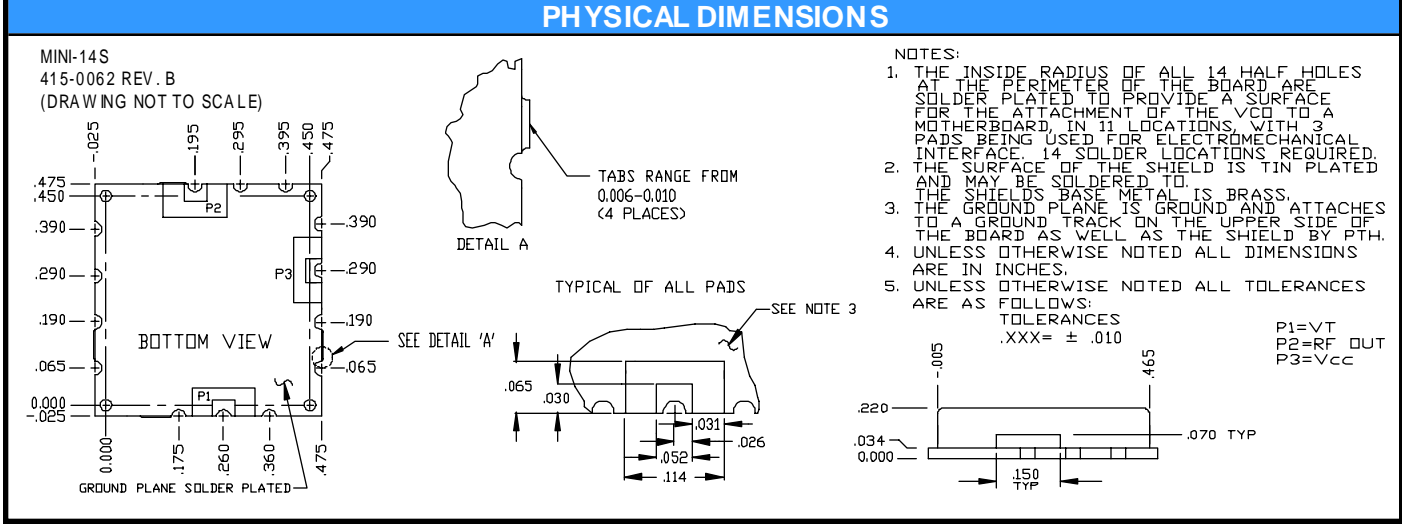 PHYSICAL DIMENSIONS
MINI-14S
415-0062 REV. B
(DRAWING NOT TO SCALE)
-.025
.195
.295
.395
.450
.475
.475
.450
.390
.290
.190
.065
0.000
-.025
P2
P3
P1
.390
.290
.190
.065
BOTTOM VIEW
SEE DETAIL 'A'
0.000
.175
.260
.360
.475
GROUND PLANE SOLDER PLATED
TABS RANGE FROM
0.006-0.010
(4 PLACES)
DETAIL A
TYPICAL OF ALL PADS
SEE NOTE 3
.065
.030
.031
.026
.052
.114
NOTES:
1. THE INSIDE RADIUS OF ALL 14 HALF HOLES
AT THE PERIMETER OF THE BOARD ARE
SOLDER PLATED TO PROVIDE A SURFACE
FOR THE ATTACHMENT OF THE VCO TO A
MOTHERBOARD, IN 11 LOCATIONS, WITH 3
PADS BEING USED FOR ELECTROMECHANICAL
INTERFACE. 14 SOLDER LOCATIONS REQUIRED.
2. THE SURFACE OF THE SHIELD IS TIN PLATED
AND MAY BE SOLDERED TO.
THE SHIELDS BASE METAL IS BRASS.
3. THE GROUND PLANE IS GROUND AND ATTACHES
TO A GROUND TRACK ON THE UPPER SIDE OF
THE BOARD AS WELL AS THE SHIELD BY PTH.
4. UNLESS OTHERWISE NOTED ALL DIMENSIONS
ARE IN INCHES.
5. UNLESS OTHERWISE NOTED ALL TOLERANCES
ARE AS FOLLOWS:
TOLERANCES
.XXX= ± .010
P1=VT
P2=RF OUT
P3=Vcc
-.005
.465
.220
.034
0.000
.070 TYP
.150
TYP